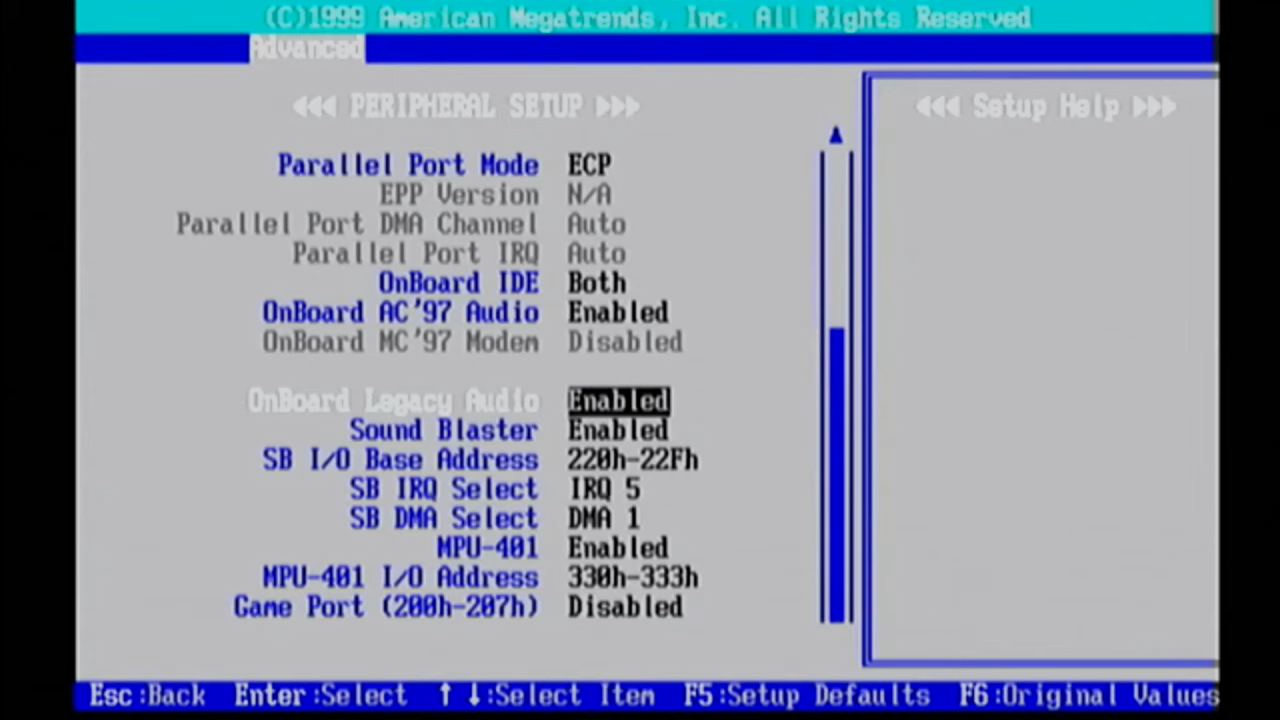 (C)1999 American Megatrends, Inc. All Rights Reserved
Advanced
PERIPHERAL SETUP
Setup Help
Parallel Port Mode ECP
EPP Version N/A
Parallel Port DMA Channel Auto
Parallel Port IRQ Auto
OnBoard IDE Both
OnBoard AC'97 Audio Enabled
OnBoard MC'97 Modem Disabled
OnBoard Legacy Audio Enabled
Sound Blaster Enabled
SB I/O Base Address 220h-22Fh
SB IRQ Select IRQ 5
SB DMA Select DMA 1
MPU-401 Enabled
MPU-401 I/O Address 330h-333h
Game Port (200h-207h) Disabled
Esc:Back Enter:Select ↑ ↓:Select Item F5:Setup Defaults F6:Original Values